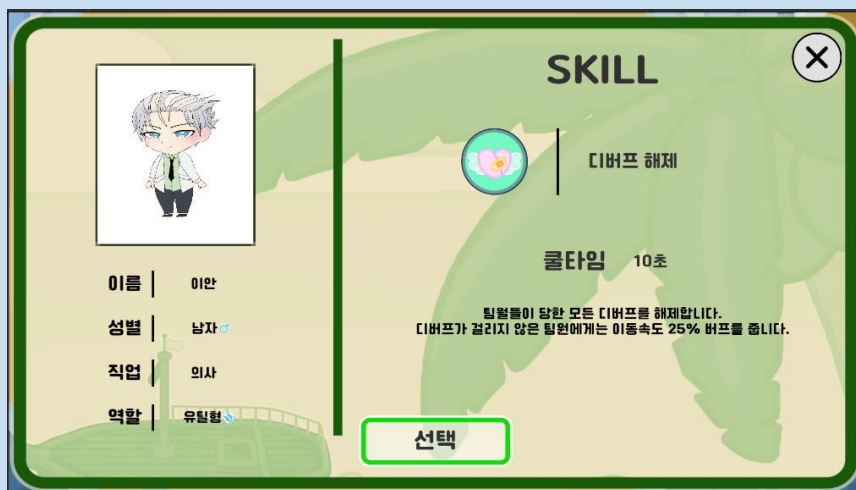 이름 이안
성별 남자♂
직업 의사
역할 유틸형
SKILL
디버프 해제
쿨타임 10초
팀원들이 당한 모든 디버프를 해제합니다.
디버프가 걸리지 않은 팀원에게는 이동속도 25% 버프를 줍니다.
선택